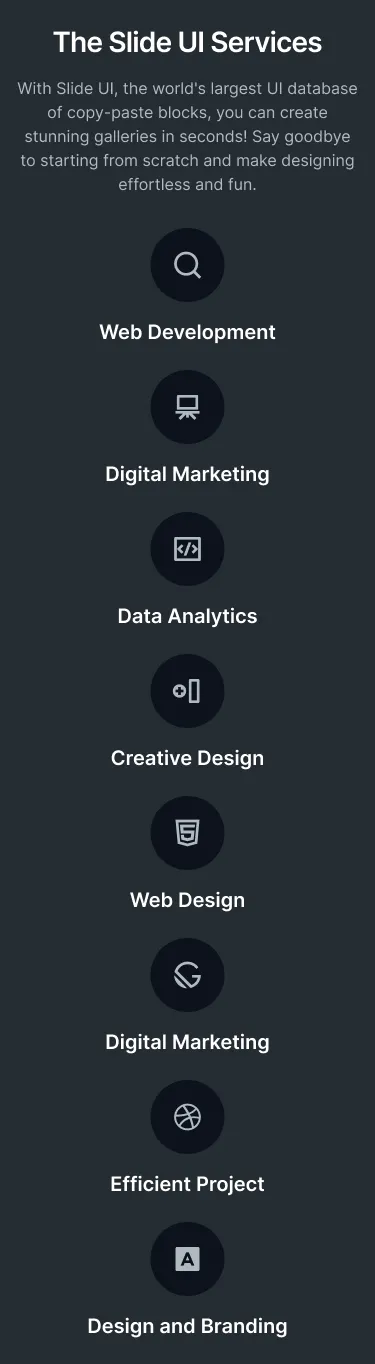 The Slide UI Services
With Slide UI, the world's largest UI database
of copy-paste blocks, you can create
stunning galleries in seconds! Say goodbye
to starting from scratch and make designing
effortless and fun.
Web Development
Digital Marketing
Data Analytics
Creative Design
Web Design
Digital Marketing
Efficient Project
A
Design and Branding